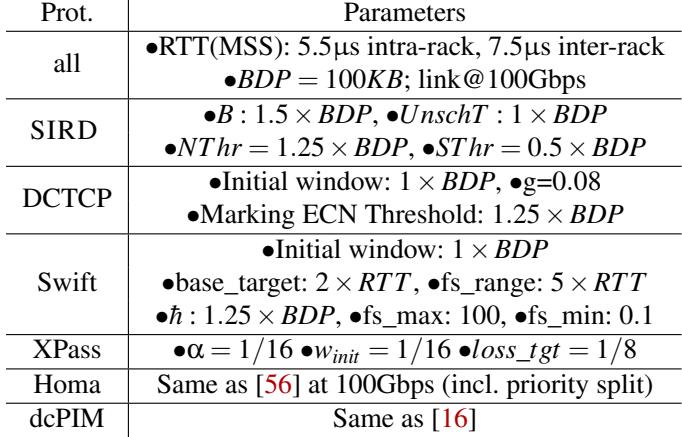 Prot. Parameters
all
•RTT(MSS): 5.5μs intra-rack, 7.5μs inter-rack
•BDP = 100KB; link@100Gbps
SIRD
•B : 1.5 × BDP, •UnschT : 1 × BDP
•NThr = 1.25 × BDP, •SThr = 0.5 × BDP
DCTCP
•Initial window: 1 × BDP, •g=0.08
•Marking ECN Threshold: 1.25 × BDP
Swift
•Initial window: 1 × BDP
•base_target: 2 × RTT, •fs_range: 5 × RTT
•ℏ : 1.25 × BDP, •fs_max: 100, •fs_min: 0.1
XPass •α = 1/16 •w_init = 1/16 •loss_tgt = 1/8
Homa Same as [56] at 100Gbps (incl. priority split)
dcPIM Same as [16]